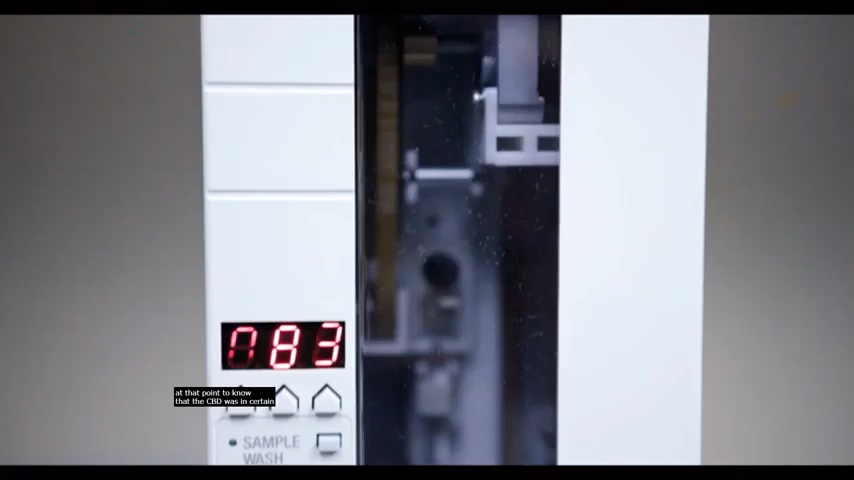 083
at that point to know
that the CBD was in certain
SAMPLE
WASH